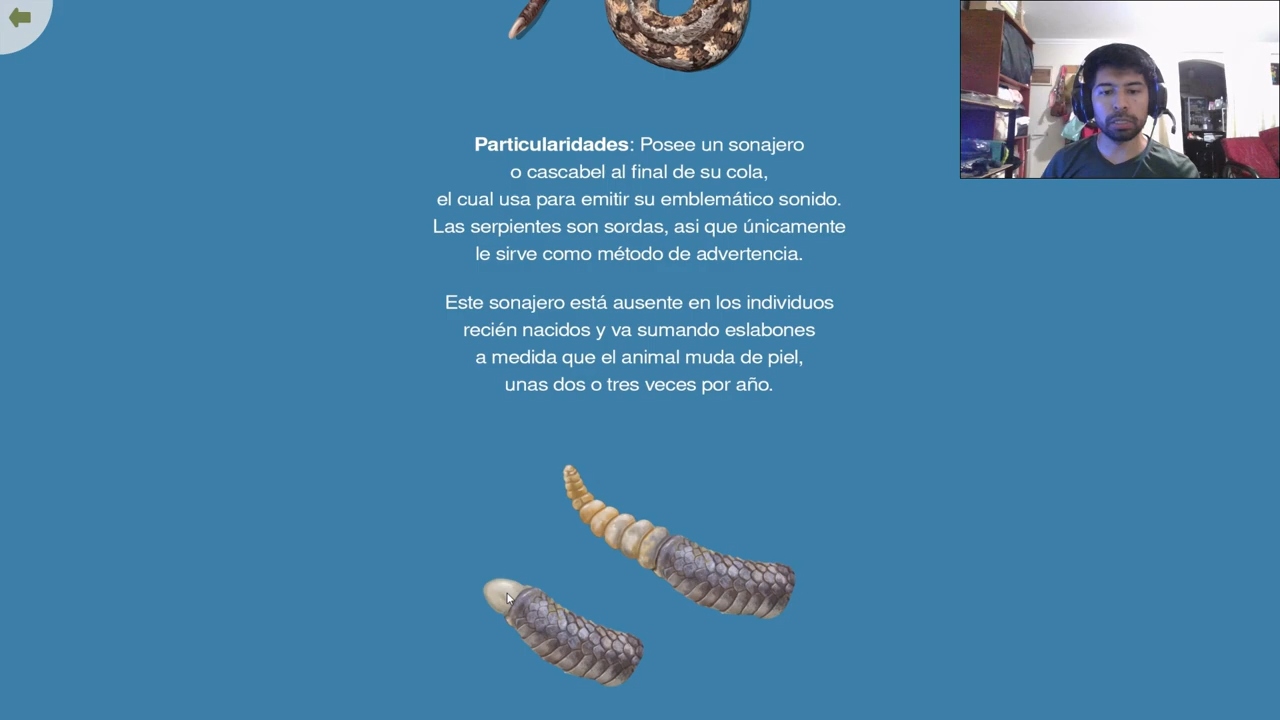 Particularidades: Posee un sonajero
o cascabel al final de su cola,
el cual usa para emitir su emblemático sonido.
Las serpientes son sordas, asi que únicamente
le sirve como método de advertencia.
Este sonajero está ausente en los individuos
recién nacidos y va sumando eslabones
a medida que el animal muda de piel,
unas dos o tres veces por año.